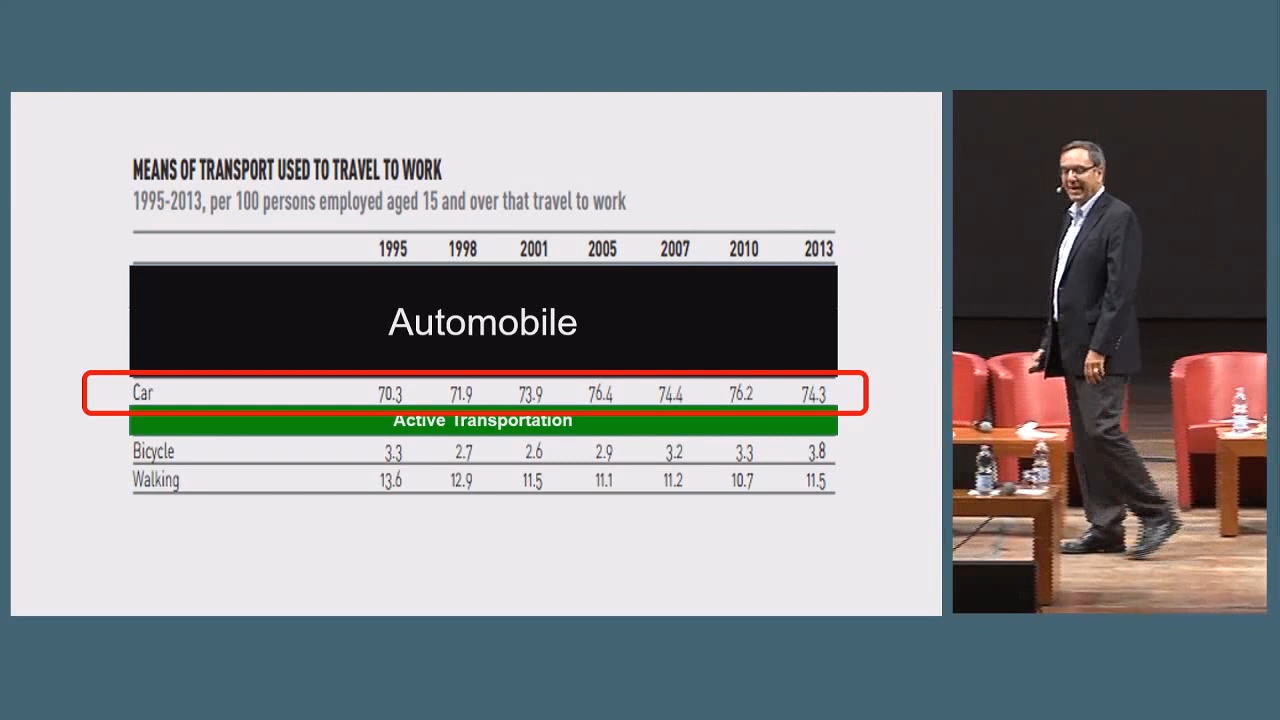 MEANS OF TRANSPORT USED TO TRAVEL TO WORK
1995-2013, per 100 persons employed aged 15 and over that travel to work
1995 1998 2001 2005 2007 2010 2013
Automobile
Car 70.3 71.9 73.9 76.4 74.4 76.2 74.3
Active Transportation
Bicycle 3.3 2.7 2.6 2.9 3.2 3.3 3.8
Walking 13.6 12.9 11.5 11.1 11.2 10.7 11.5